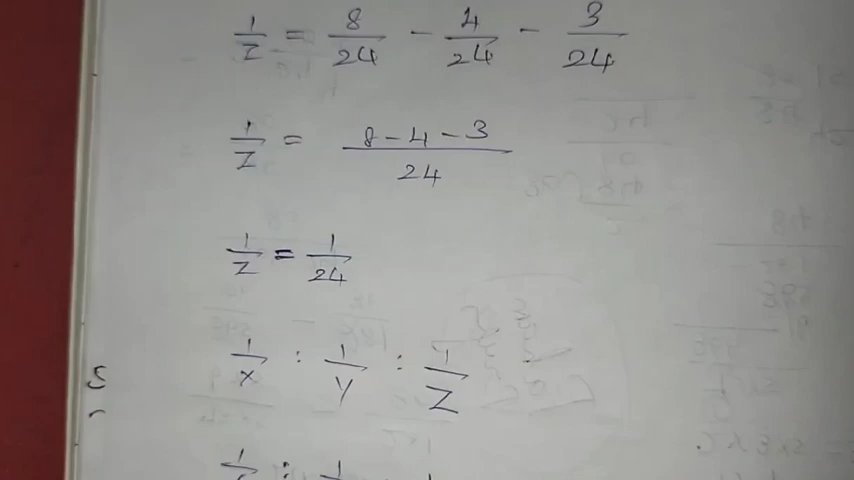 1/Z = 8/24 - 4/24 - 3/24
1/Z = 8-4-3/24
1/Z = 1/24
1/x : 1/y : 1/Z